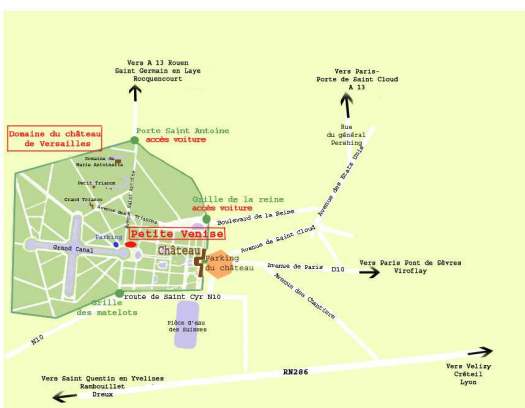 Vers A 13 Rouen
Saint Germain en Laye
Rocquencourt
Vers Paris-
Porte de Saint Cloud
A 13
Domaine du château
de Versailles
Porte Saint Antoine
accès voiture
Rue
du général
Pershing
Avenue des Etats Unis
Domaine de
Marie Antoinette
Petit Trianon
Grand Trianon
Avenue des Trianons
Saint Antoine
Grille de la reine
accès voiture
Boulevard de la Reine
Parking
Petite Venise
Grand Canal
Château
Avenue de Saint Cloud
Parking
du château
Avenue de Paris D10
Vers Paris Pont de Sèvres
Viroflay
Avenue des Chantiers
Grille
des matelots
route de Saint Cyr N10
Pièce d'eau
des Suisses
N10
RN286
Vers Velizy
Créteil
Lyon
Vers Saint Quentin en Yvelines
Rambouillet
Dreux